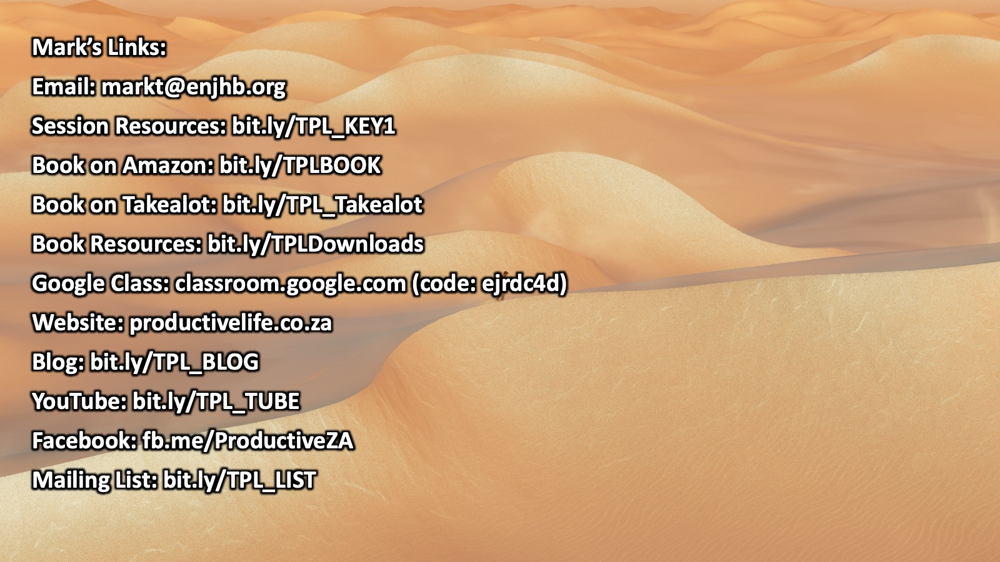 Mark’s Links:
Email: markt@enjhb.org
Session Resources: bit.ly/TPL_KEY1
Book on Amazon: bit.ly/TPLBOOK
Book on Takealot: bit.ly/TPL_Takealot
Book Resources: bit.ly/TPLDownloads
Google Class: classroom.google.com (code: ejrdc4d)
Website: productivelife.co.za
Blog: bit.ly/TPL_BLOG
YouTube: bit.ly/TPL_TUBE
Facebook: fb.me/ProductiveZA
Mailing List: bit.ly/TPL_LIST